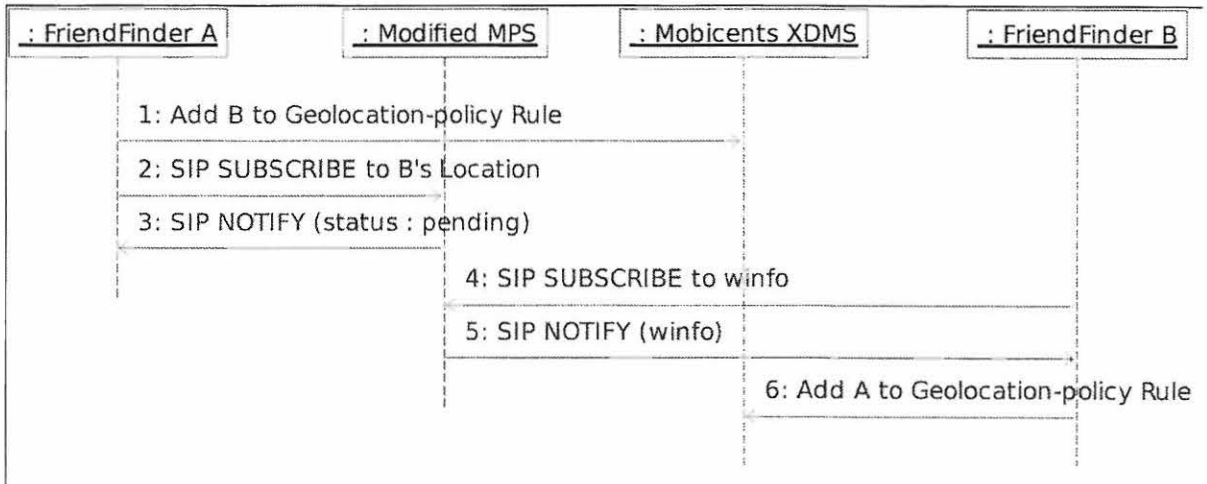 : FriendFinder A
: Modified MPS
: Mobicents XDMS
: FriendFinder B
1: Add B to Geolocation-policy Rule
2: SIP SUBSCRIBE to B's Location
3: SIP NOTIFY (status : pending)
4: SIP SUBSCRIBE to winfo
5: SIP NOTIFY (winfo)
6: Add A to Geolocation-policy Rule